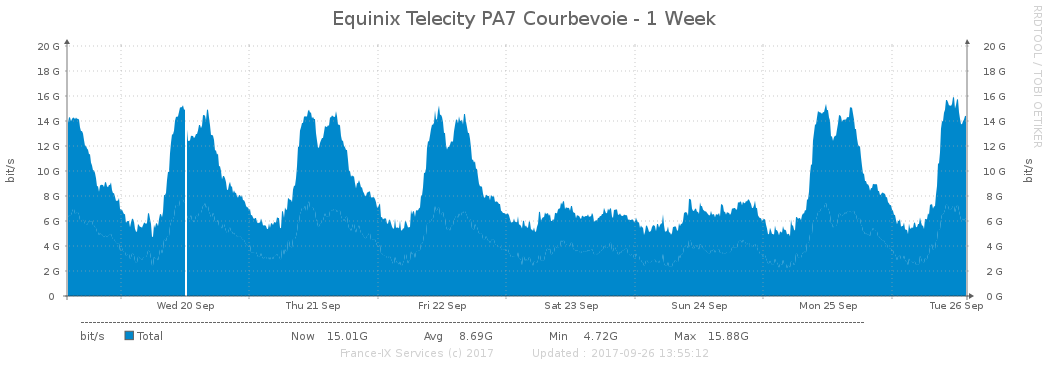 Equinix Telecity PA7 Courbevoie - 1 Week
RRDTOOL / TOBI OETIKER
bit/s
20 G
18 G
16 G
14 G
12 G
10 G
8 G
6 G
4 G
2 G
0
20 G
18 G
16 G
14 G
12 G
10 G
8 G
6 G
4 G
2 G
0 G
bit/s
Wed 20 Sep Thu 21 Sep Fri 22 Sep Sat 23 Sep Sun 24 Sep Mon 25 Sep Tue 26 Sep
bit/s Total Now 15.01G Avg 8.69G Min 4.72G Max 15.88G
France-IX Services (c) 2017 Updated : 2017-09-26 13:55:12